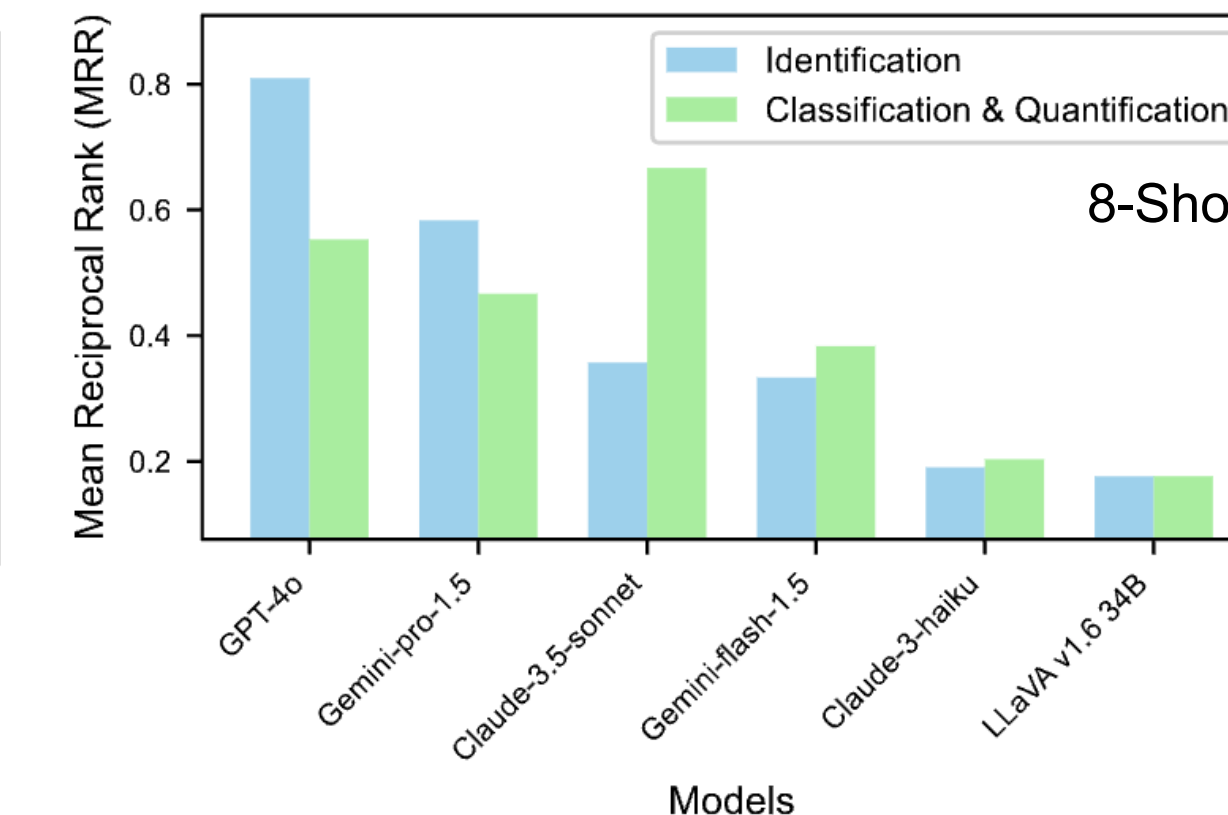 Mean Reciprocal Rank (MRR)
0.8
0.6
0.4
0.2
Identification
Classification & Quantification
8-Sho
GPT-4o
Gemini-pro-1.5
Claude-3.5-sonnet
Gemini-flash-1.5
Claude-3-haiku
LLaVA v1.6 34B
Models